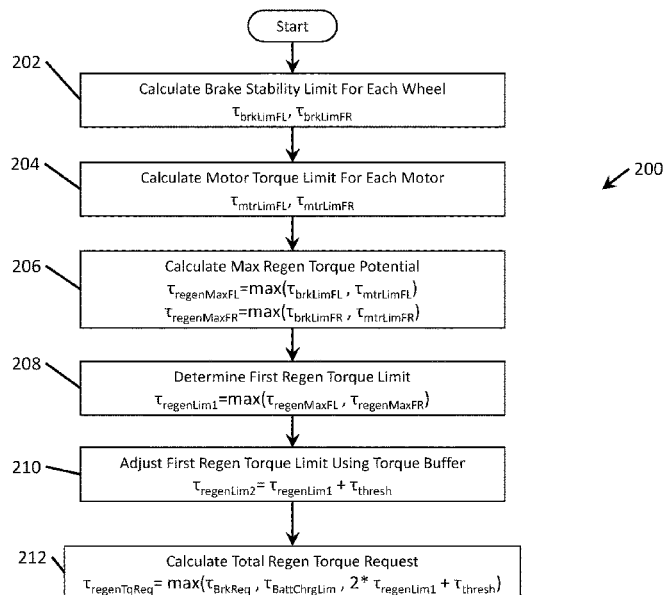 Start
202
Calculate Brake Stability Limit For Each Wheel
τbrkLimFL, τbrkLimFR
204
Calculate Motor Torque Limit For Each Motor
τmtrLimFL, τmtrLimFR
200
206
Calculate Max Regen Torque Potential
τregenMaxFL=max(τbrkLimFL , τmtrLimFL)
τregenMaxFR=max(τbrkLimFR , τmtrLimFR)
208
Determine First Regen Torque Limit
τregenLim1=max(τregenMaxFL , τregenMaxFR)
210
Adjust First Regen Torque Limit Using Torque Buffer
τregenLim2= τregenLim1 + τthresh
212
Calculate Total Regen Torque Request
τregenTqReq= max(τBrkReq , τBattChrgLim , 2* τregenLim1 + τthresh)